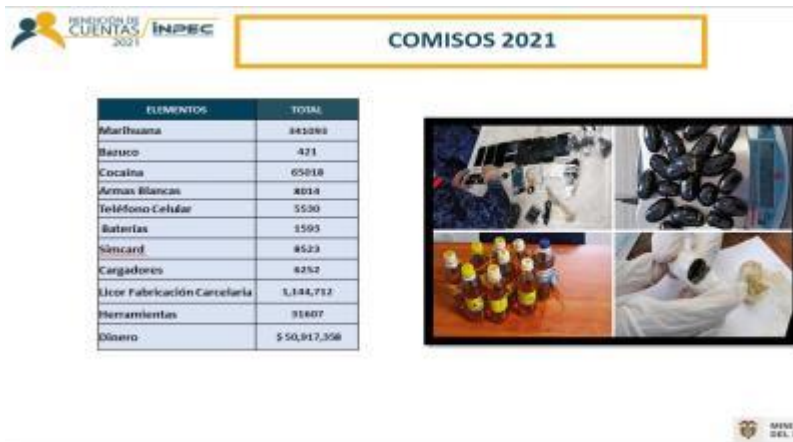 RENDICIÓN DE
CUENTAS
2021
INPEC
COMISOS 2021
ELEMENTOS TOTAL
Marihuana 341093
Bazuco 421
Cocaina 65018
Armas Blancas 8014
Teléfono Celular 5530
Baterías 1593
Simcard 8523
Cargadores 6252
Licor Fabricación Carcelaria 1,144,712
Herramientas 31607
Dinero $ 50,917,358